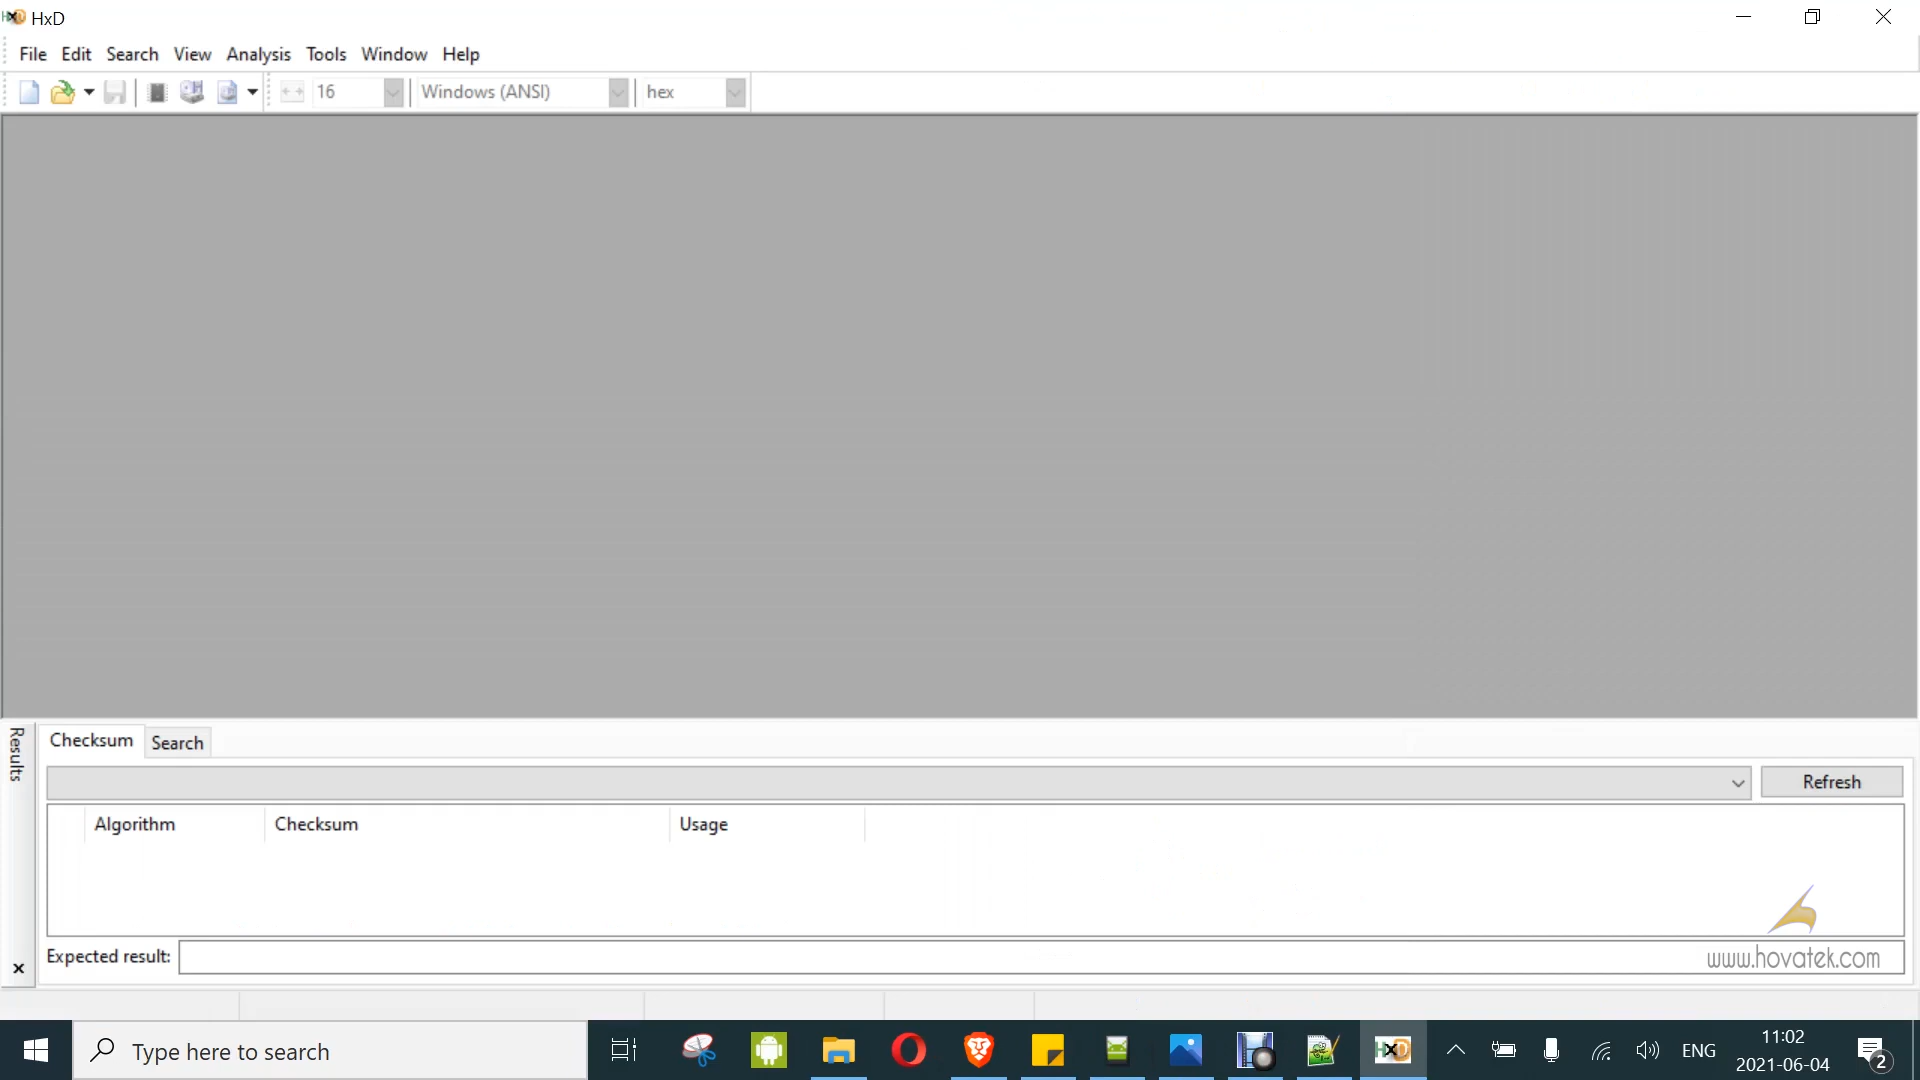 HxD
File Edit Search View Analysis Tools Window Help
16 Windows (ANSI) hex
Results
Checksum Search
Refresh
Algorithm Checksum Usage
Expected result:
www.hovatek.com
Type here to search
ENG
11:02
2021-06-04
2